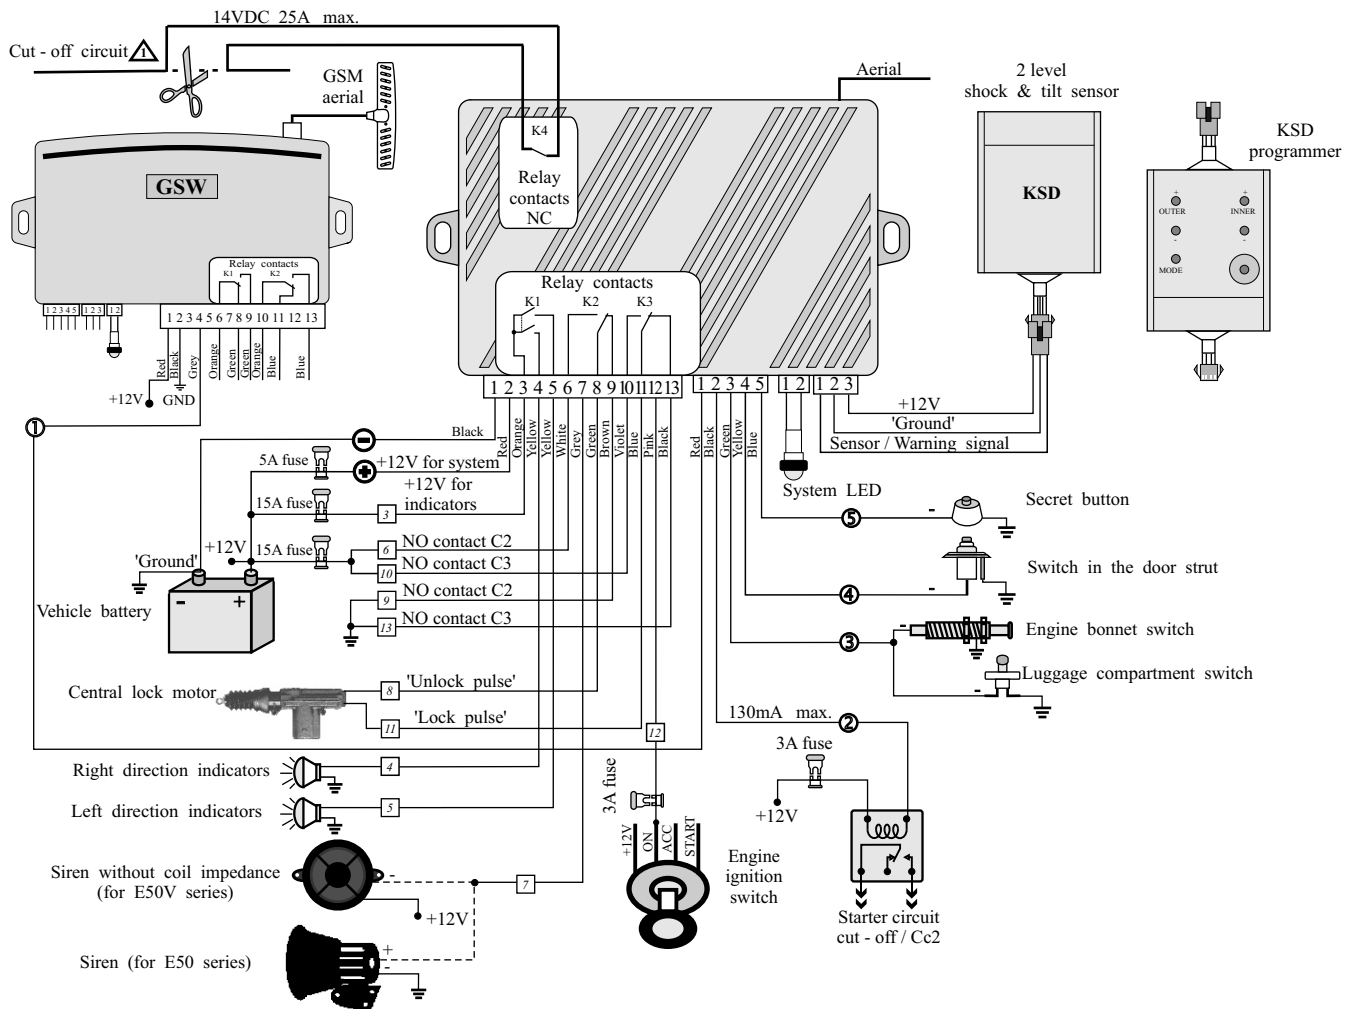 14VDC 25A max.
Cut - off circuit 1
GSM
aerial
Aerial
2 level
shock & tilt sensor
KSD
programmer
K4
Relay
contacts
NC
GSW
KSD
+ +
OUTER INNER
- -
MODE
Relay contacts
K1 K2
Relay contacts
K1 K2 K3
1 2 3 4 5 1 2 3 1 2
1 2 3 4 5 6 7 8 9 10 11 12 13
1 2 3 4 5 6 7 8 9 10 11 12 13
1 2 3 4 5
1 2
1 2 3
Red
Black
Grey
Orange
Green
Green
Orange
Blue
Blue
+12V GND
1
Black
Red
Orange
Yellow
Yellow
White
Grey
Green
Brown
Violet
Blue
Pink
Black
Red
Black
Green
Yellow
Blue
+12V
'Ground'
Sensor / Warning signal
System LED
5A fuse +12V for system
15A fuse 3 +12V for
indicators
+12V 15A fuse 6 NO contact C2
10 NO contact C3
9 NO contact C2
13 NO contact C3
'Ground'
Vehicle battery
- +
5 - Secret button
4 - Switch in the door strut
3 - Engine bonnet switch
- Luggage compartment switch
Central lock motor 8 'Unlock pulse'
11 'Lock pulse'
12
130mA max. 2
3A fuse
+12V
Right direction indicators 4
Left direction indicators 5
3A fuse
+12V
ON
ACC
START
Engine
ignition
switch
Siren without coil impedance
(for E50V series)
-
+12V
7
Siren (for E50 series)
+
-
Starter circuit
cut - off / Cc2